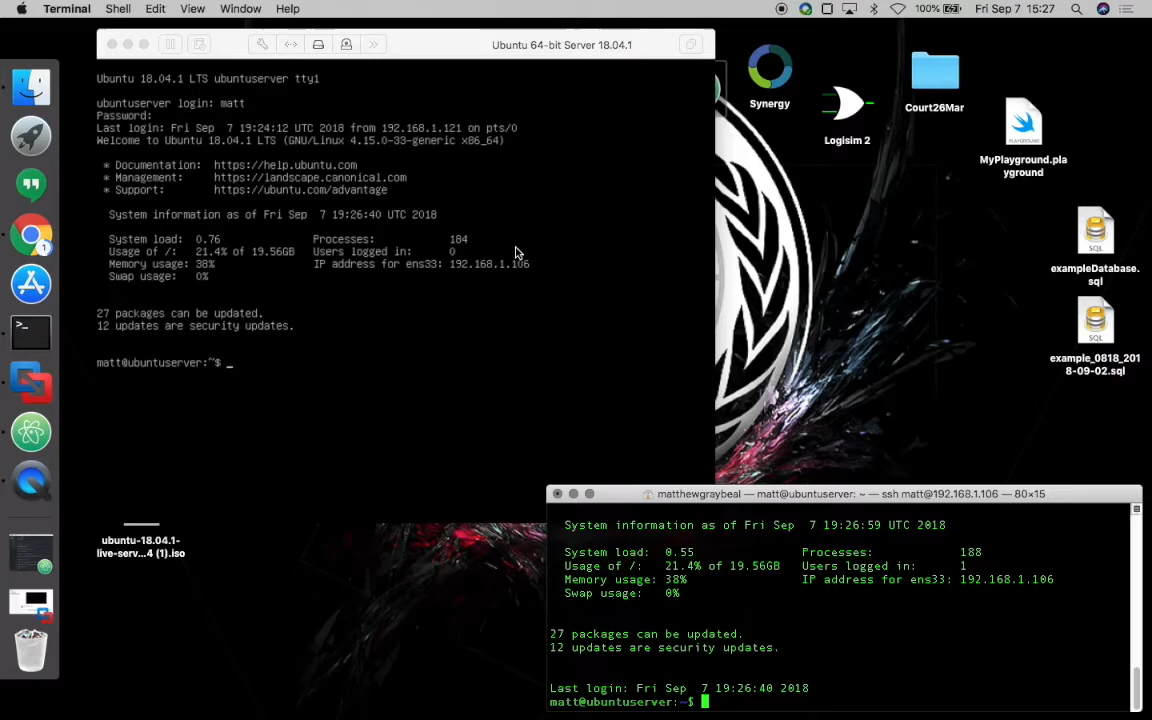 Terminal Shell Edit View Window Help 100% Fri Sep 7 15:27
Ubuntu 64-bit Server 18.04.1
Ubuntu 18.04.1 LTS ubuntuserver tty1
ubuntuserver login: matt
Password:
Last login: Fri Sep  7 19:24:12 UTC 2018 from 192.168.1.121 on pts/0
Welcome to Ubuntu 18.04.1 LTS (GNU/Linux 4.15.0-33-generic x86_64)
* Documentation:  https://help.ubuntu.com
* Management:     https://landscape.canonical.com
* Support:        https://ubuntu.com/advantage
System information as of Fri Sep  7 19:26:40 UTC 2018
System load:  0.76 Processes: 184
Usage of /:   21.4% of 19.56GB Users logged in: 0
Memory usage: 38% IP address for ens33: 192.168.1.106
Swap usage:   0%
27 packages can be updated.
12 updates are security updates.
matt@ubuntuserver:~$ _
Synergy
Logisim 2
Court26Mar
MyPlayground.pla
yground
SQL
exampleDatabase.
sql
SQL
example_0818_201
8-09-02.sql
1
ubuntu-18.04.1-
live-serv...4 (1).iso
matthewgraybeal — matt@ubuntuserver: ~ — ssh matt@192.168.1.106 — 80×15
System information as of Fri Sep  7 19:26:59 UTC 2018
System load:  0.55 Processes: 188
Usage of /:   21.4% of 19.56GB Users logged in: 1
Memory usage: 38% IP address for ens33: 192.168.1.106
Swap usage:   0%
27 packages can be updated.
12 updates are security updates.
Last login: Fri Sep  7 19:26:40 2018
matt@ubuntuserver:~$